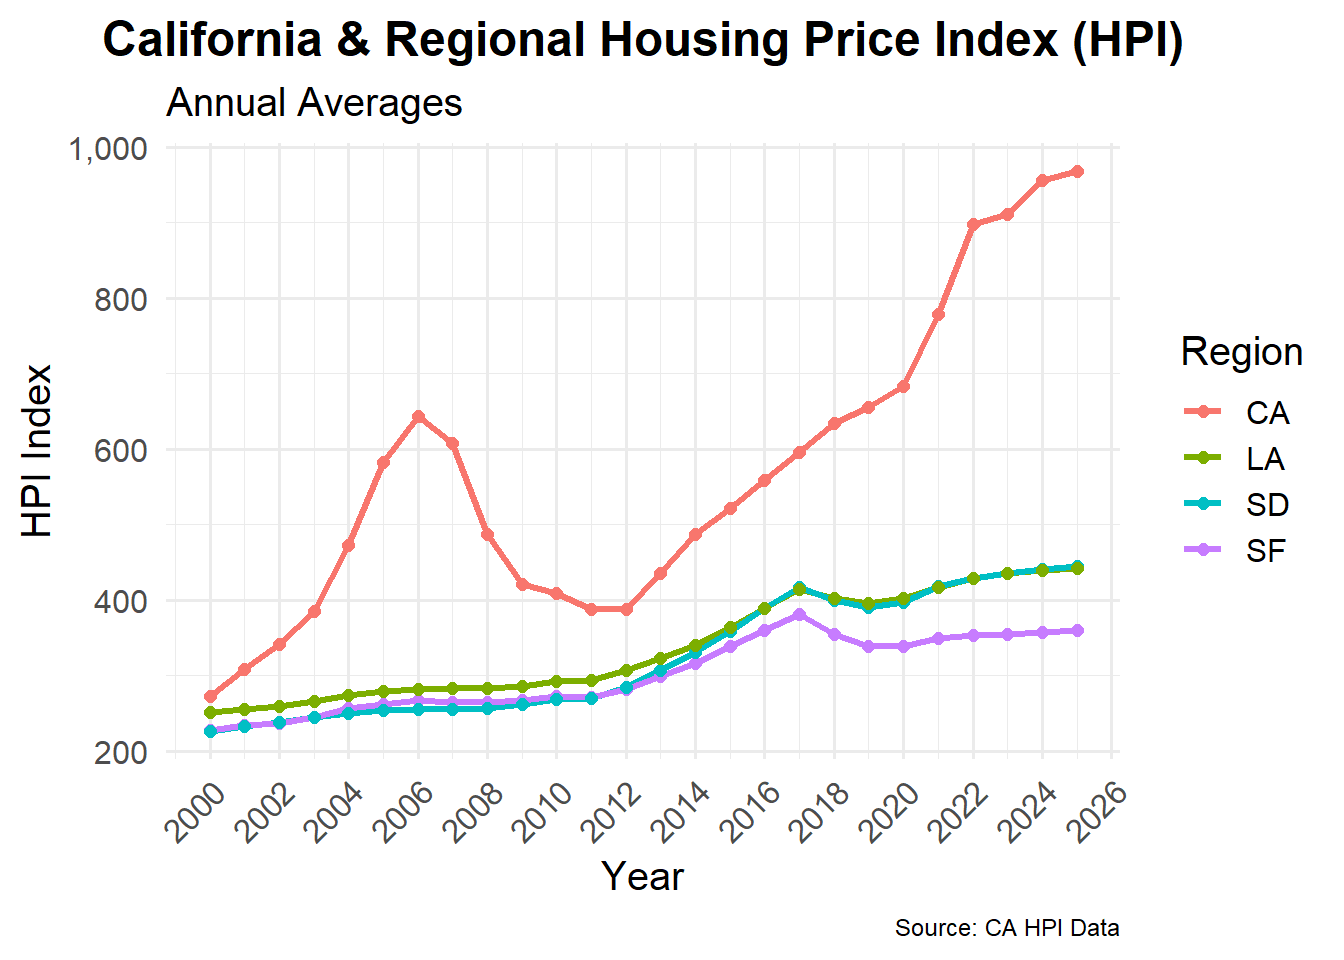 California & Regional Housing Price Index (HPI)
Annual Averages
1,000
800
600
400
200
HPI Index
2000
2002
2004
2006
2008
2010
2012
2014
2016
2018
2020
2022
2024
2026
Year
Region
CA
LA
SD
SF
Source: CA HPI Data